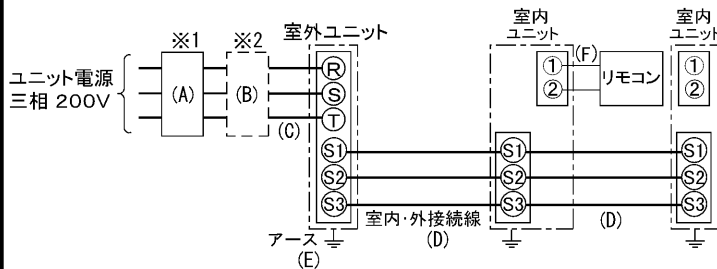 ※1
※2
室外ユニット
室内
ユニット
室内
ユニット
ユニット電源
三相 200V
(A)
(B)
(C)
R
S
T
S1
S2
S3
①
②
(F)
リモコン
①
②
S1
S2
S3
S1
S2
S3
室内・外接続線
(D)
(D)
アース
(E)